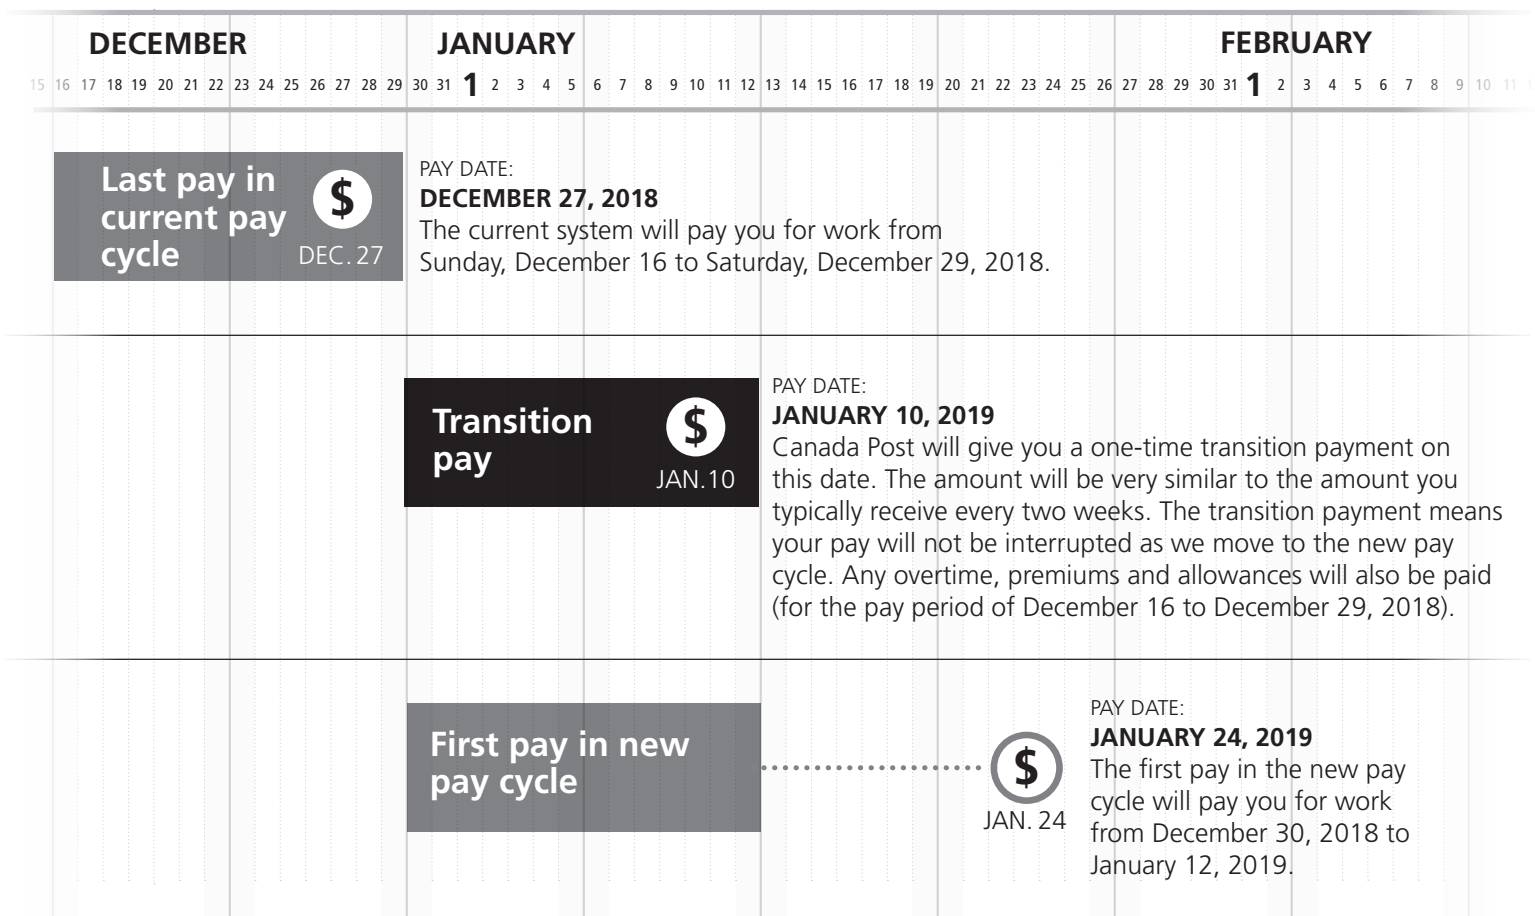 DECEMBER JANUARY FEBRUARY
15 16 17 18 19 20 21 22 23 24 25 26 27 28 29 30 31 1 2 3 4 5 6 7 8 9 10 11 12 13 14 15 16 17 18 19 20 21 22 23 24 25 26 27 28 29 30 31 1 2 3 4 5 6 7 8 9 10 11
Last pay in
current pay
cycle
$
DEC. 27
PAY DATE:
DECEMBER 27, 2018
The current system will pay you for work from
Sunday, December 16 to Saturday, December 29, 2018.
Transition
pay
$
JAN.10
PAY DATE:
JANUARY 10, 2019
Canada Post will give you a one-time transition payment on
this date. The amount will be very similar to the amount you
typically receive every two weeks. The transition payment means
your pay will not be interrupted as we move to the new pay
cycle. Any overtime, premiums and allowances will also be paid
(for the pay period of December 16 to December 29, 2018).
First pay in new
pay cycle
$
JAN. 24
PAY DATE:
JANUARY 24, 2019
The first pay in the new pay
cycle will pay you for work
from December 30, 2018 to
January 12, 2019.